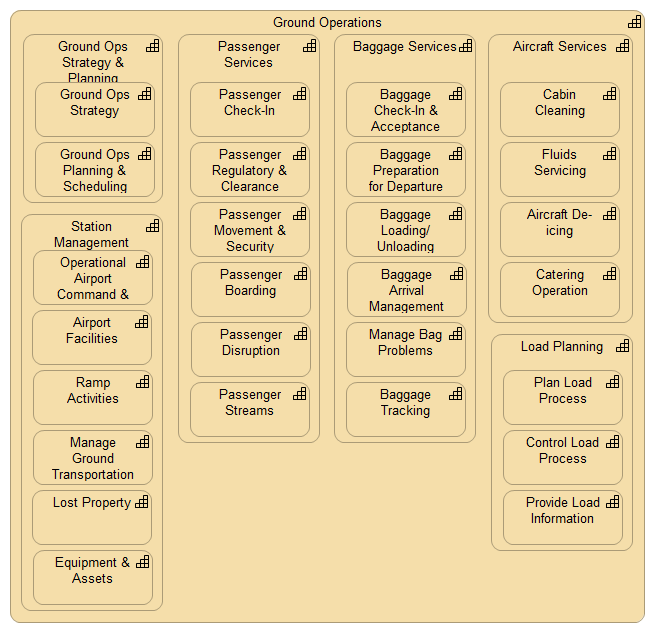 Ground Operations
Ground Ops
Strategy &
Planning
Ground Ops
Strategy
Ground Ops
Planning &
Scheduling
Station
Management
Operational
Airport
Command &
Airport
Facilities
Ramp
Activities
Manage
Ground
Transportation
Lost Property
Equipment &
Assets
Passenger
Services
Passenger
Check-In
Passenger
Regulatory &
Clearance
Passenger
Movement &
Security
Passenger
Boarding
Passenger
Disruption
Passenger
Streams
Baggage Services
Baggage
Check-In &
Acceptance
Baggage
Preparation
for Departure
Baggage
Loading/
Unloading
Baggage
Arrival
Management
Manage Bag
Problems
Baggage
Tracking
Aircraft Services
Cabin
Cleaning
Fluids
Servicing
Aircraft De-
icing
Catering
Operation
Load Planning
Plan Load
Process
Control Load
Process
Provide Load
Information